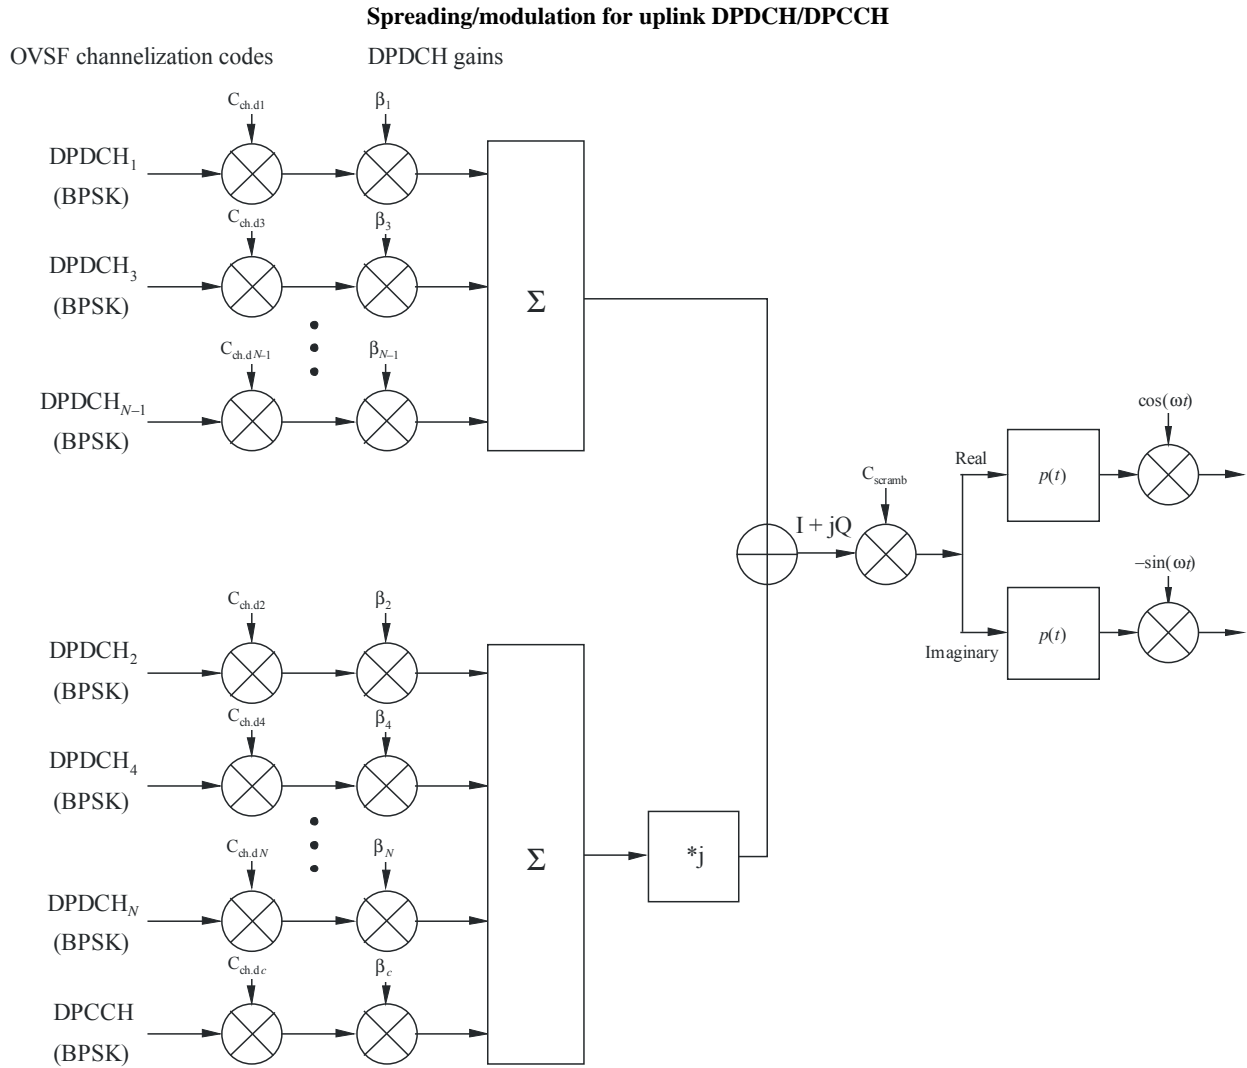 Spreading/modulation for uplink DPDCH/DPCCH
OVSF channelization codes
DPDCH gains
C_ch.d1
β_1
DPDCH_1
(BPSK)
C_ch.d3
β_3
DPDCH_3
(BPSK)
Σ
C_ch.dN–1
β_N–1
DPDCH_N–1
(BPSK)
cos(ωt)
Real
p(t)
C_scramb
I + jQ
–sin(ωt)
Imaginary
p(t)
C_ch.d2
β_2
DPDCH_2
(BPSK)
C_ch.d4
β_4
DPDCH_4
(BPSK)
C_ch.dN
β_N
Σ
*j
DPDCH_N
(BPSK)
C_ch.dc
β_c
DPCCH
(BPSK)